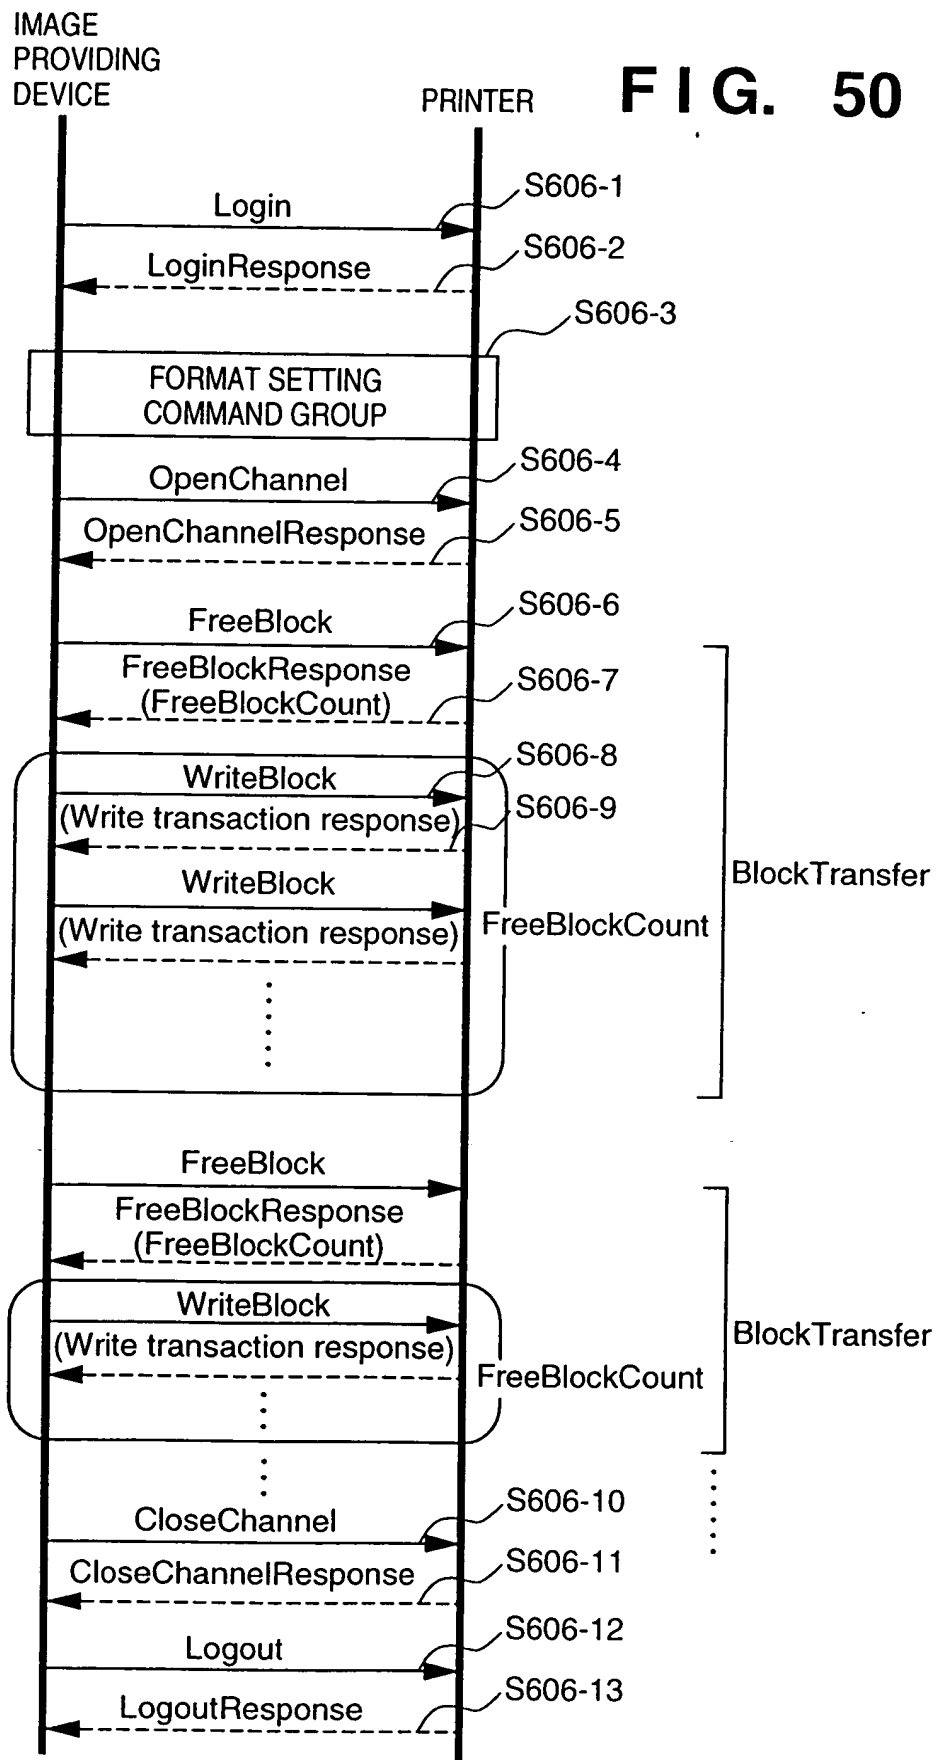 IMAGE
PROVIDING
DEVICE
PRINTER
FIG. 50
Login
S606-1
LoginResponse
S606-2
S606-3
FORMAT SETTING
COMMAND GROUP
OpenChannel
S606-4
OpenChannelResponse
S606-5
FreeBlock
S606-6
FreeBlockResponse
(FreeBlockCount)
S606-7
WriteBlock
S606-8
(Write transaction response)
S606-9
WriteBlock
(Write transaction response)
FreeBlockCount
BlockTransfer
FreeBlock
FreeBlockResponse
(FreeBlockCount)
WriteBlock
(Write transaction response)
FreeBlockCount
BlockTransfer
CloseChannel
S606-10
CloseChannelResponse
S606-11
Logout
S606-12
LogoutResponse
S606-13